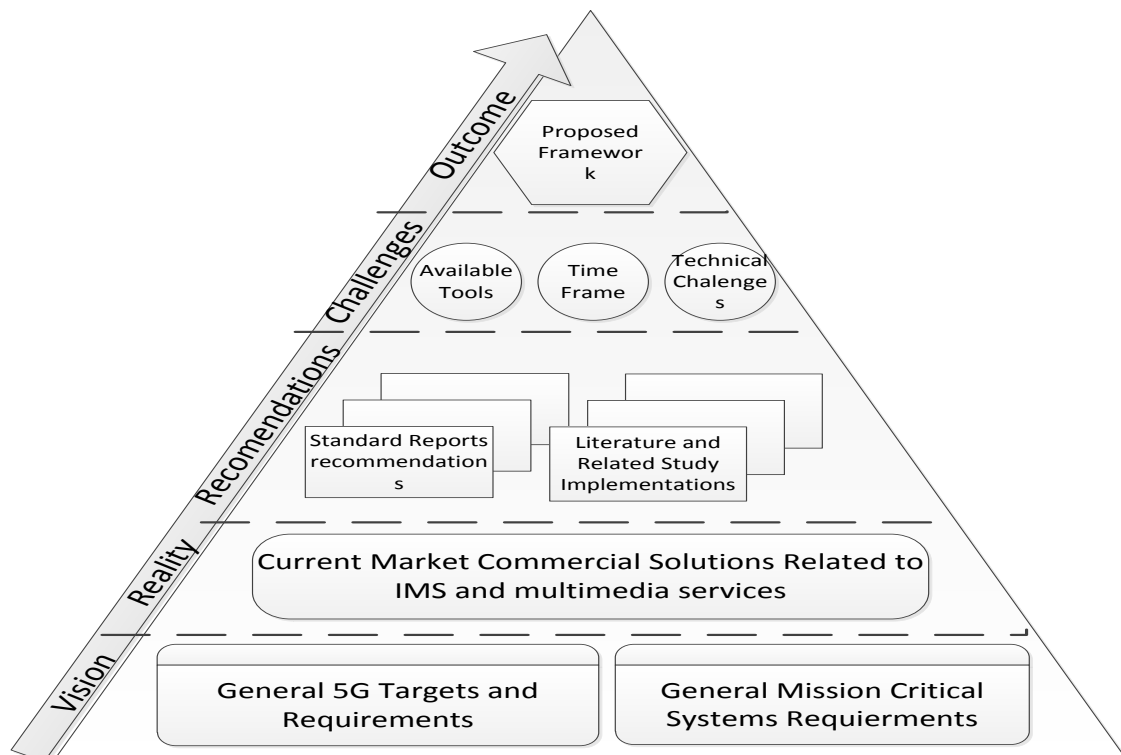 Outcome
Proposed
Framewor
k
Challenges
Available
Tools
Time
Frame
Technical
Chalenge
s
Recomendations
Standard Reports
recommendation
s
Literature and
Related Study
Implementations
Reality
Current Market Commercial Solutions Related to
IMS and multimedia services
Vision
General 5G Targets and
Requirements
General Mission Critical
Systems Requierments